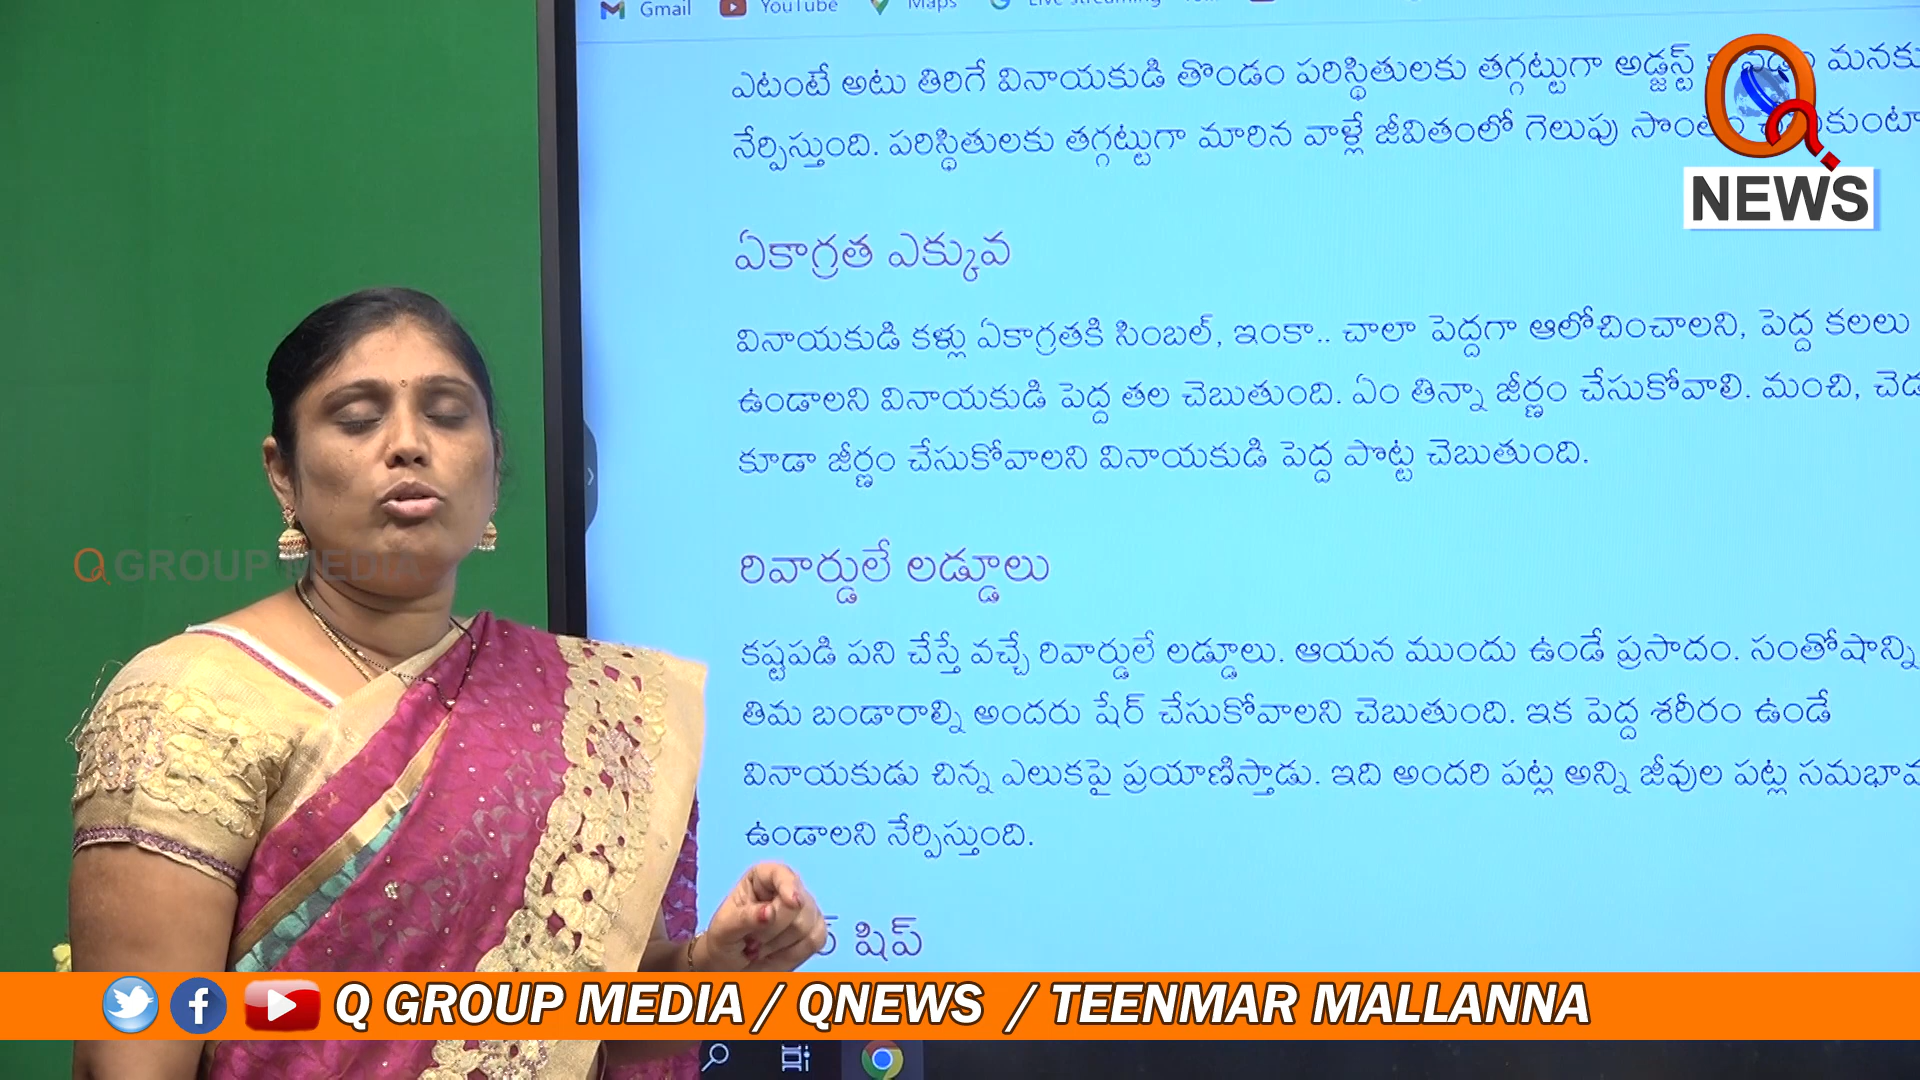 Gmail YouTube Maps
ఎటంటే అటు తిరిగే వినాయకుడి తొండం పరిస్థితులకు తగ్గట్టుగా అడ్జస్ట్ మనకు
నేర్పిస్తుంది. పరిస్థితులకు తగ్గట్టుగా మారిన వాళ్లే జీవితంలో గెలుపు
NEWS
ఏకాగ్రత ఎక్కువ
వినాయకుడి కళ్లు ఏకాగ్రతకి సింబల్, ఇంకా.. చాలా పెద్దగా ఆలోచించాలని, పెద్ద కలలు
ఉండాలని వినాయకుడి పెద్ద తల చెబుతుంది. ఏం తిన్నా జీర్ణం చేసుకోవాలి. మంచి,
కూడా జీర్ణం చేసుకోవాలని వినాయకుడి పెద్ద పొట్ట చెబుతుంది.
Q GROUP MEDIA
రివార్డులే లడ్డూలు
కష్టపడి పని చేస్తే వచ్చే రివార్డులే లడ్డూలు. ఆయన ముందు ఉండే ప్రసాదం. సంతోషాన్ని
తిమ బండారాల్ని అందరు షేర్ చేసుకోవాలని చెబుతుంది. ఇక పెద్ద శరీరం ఉండే
వినాయకుడు చిన్న ఎలుకపై ప్రయాణిస్తాడు. ఇది అందరి పట్ల అన్ని జీవుల పట్ల
ఉండాలని నేర్పిస్తుంది.
షిప్
Q GROUP MEDIA / QNEWS / TEENMAR MALLANNA